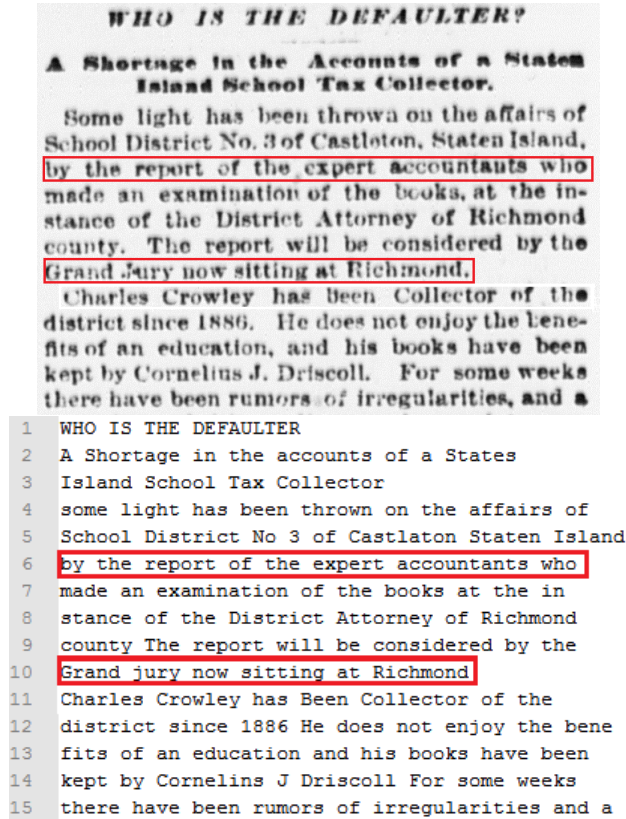 WHO IS THE DEFAULTER?
A Shortage in the Accounts of a Staten
Island School Tax Collector.
Some light has been thrown on the affairs of
School District No. 3 of Castleton, Staten Island,
by the report of the expert accountants who
made an examination of the books, at the in-
stance of the District Attorney of Richmond
county. The report will be considered by the
Grand Jury now sitting at Richmond.
Charles Crowley has been Collector of the
district since 1886. He does not enjoy the bene-
fits of an education, and his books have been
kept by Cornelius J. Driscoll. For some weeks
there have been rumors of irregularities, and a
1 WHO IS THE DEFAULTER
2 A Shortage in the accounts of a States
3 Island School Tax Collector
4 some light has been thrown on the affairs of
5 School District No 3 of Castlaton Staten Island
6 by the report of the expert accountants who
7 made an examination of the books at the in
8 stance of the District Attorney of Richmond
9 county The report will be considered by the
10 Grand jury now sitting at Richmond
11 Charles Crowley has Been Collector of the
12 district since 1886 He does not enjoy the bene
13 fits of an education and his books have been
14 kept by Cornelins J Driscoll For some weeks
15 there have been rumors of irregularities and a